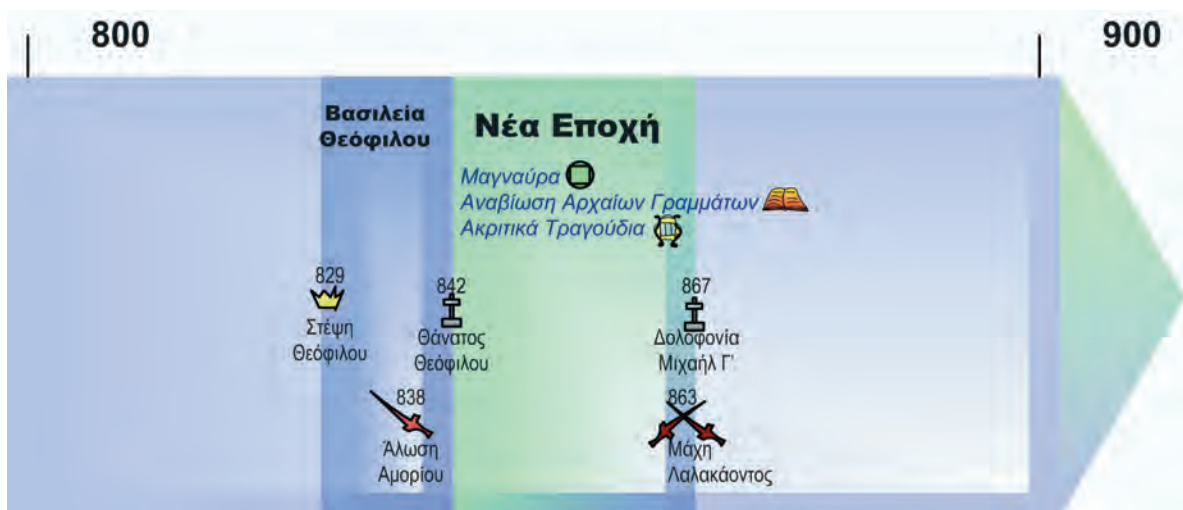 800
900
Βασιλεία
Θεόφιλου
Νέα Εποχή
Μαγναύρα
Αναβίωση Αρχαίων Γραμμάτων
Ακριτικά Τραγούδια
829
Στέψη
Θεόφιλου
842
Θάνατος
Θεόφιλου
867
Δολοφονία
Μιχαήλ Γ'
838
Άλωση
Αμορίου
863
Μάχη
Λαλακάοντος